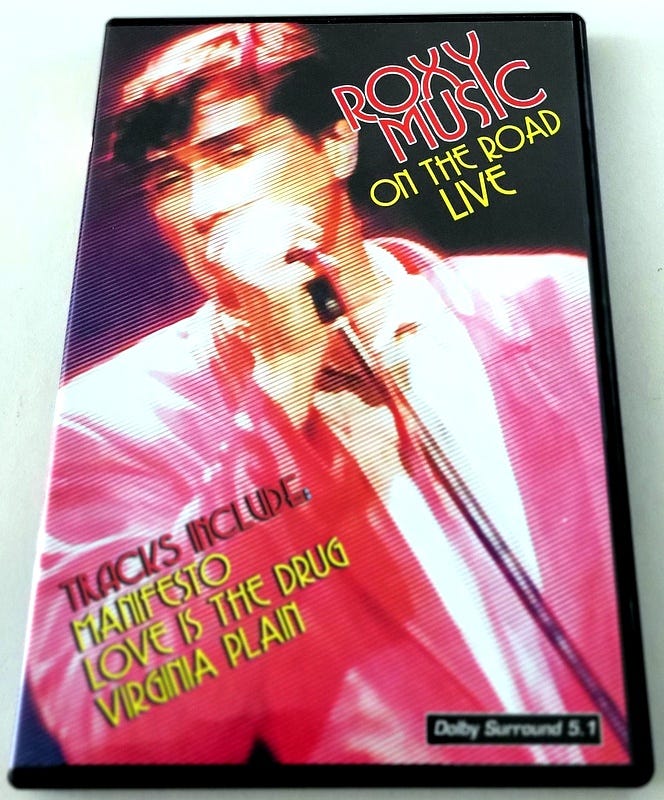 ROXY
MUSIC
ON THE ROAD
LIVE
TRACKS INCLUDE:
MANIFESTO
LOVE IS THE DRUG
VIRGINIA PLAIN
Dolby Surround 5.1